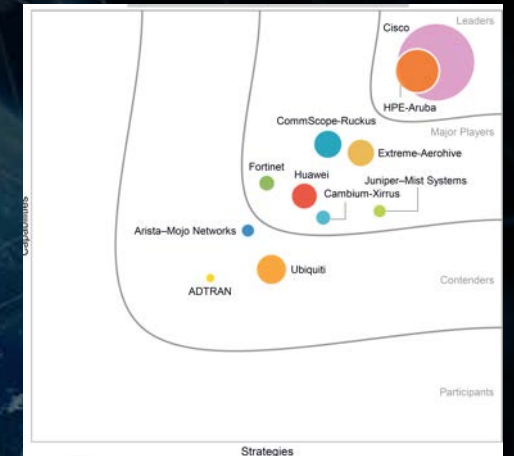 Leaders
Cisco
HPE-Aruba
Major Players
CommScope-Ruckus
Extreme-Aerohive
Fortinet
Huawei
Juniper–Mist Systems
Cambium-Xirrus
Capabilities
Arista–Mojo Networks
Ubiquiti
ADTRAN
Contenders
Participants
Strategies